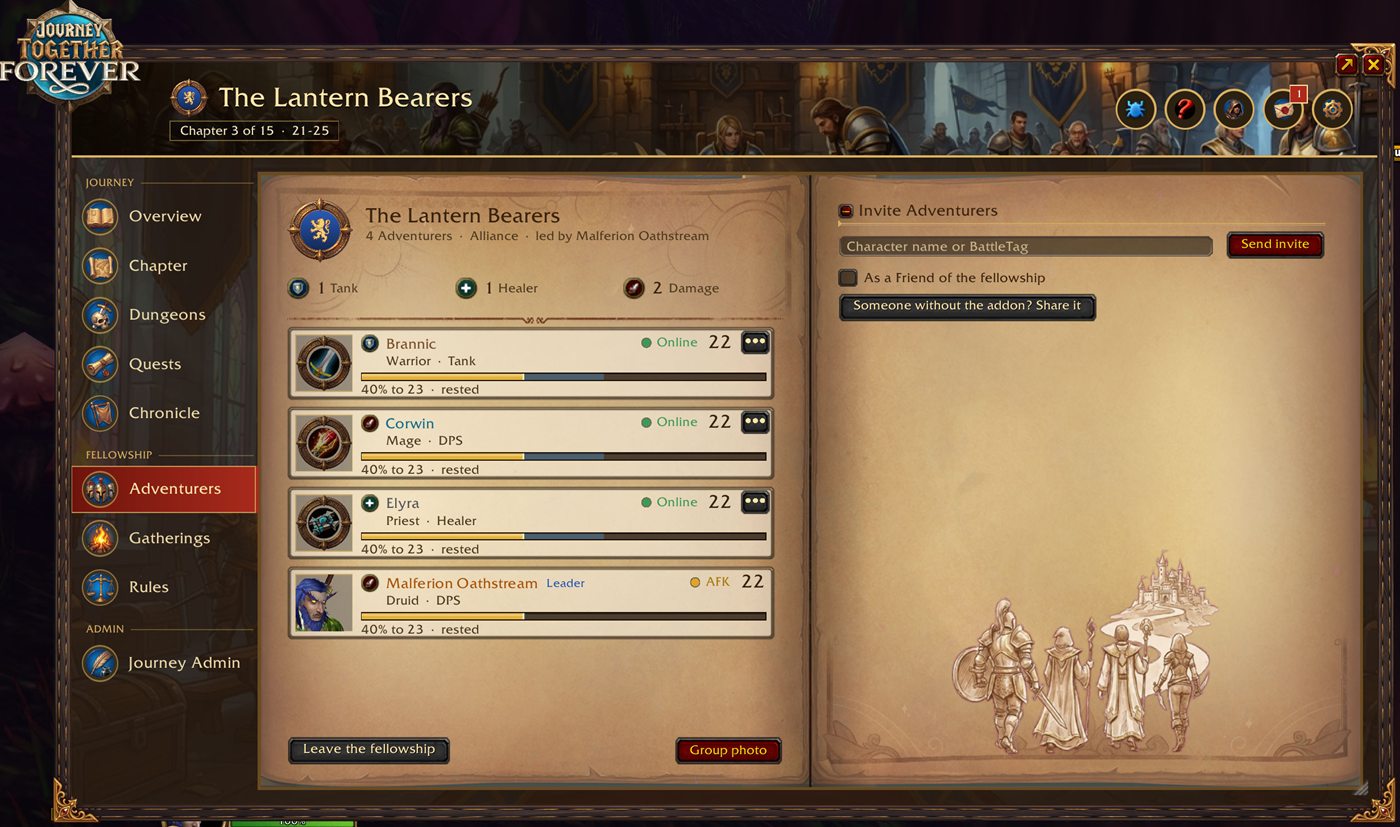 JOURNEY
TOGETHER
FOREVER
The Lantern Bearers
Chapter 3 of 15 · 21-25
1
JOURNEY
Overview
Chapter
Dungeons
Quests
Chronicle
FELLOWSHIP
Adventurers
Gatherings
Rules
ADMIN
Journey Admin
The Lantern Bearers
4 Adventurers · Alliance · led by Malferion Oathstream
1 Tank
1 Healer
2 Damage
Brannic
Online 22
Warrior · Tank
40% to 23 · rested
Corwin
Online 22
Mage · DPS
40% to 23 · rested
Elyra
Online 22
Priest · Healer
40% to 23 · rested
Malferion Oathstream Leader
AFK 22
Druid · DPS
40% to 23 · rested
Leave the fellowship
Group photo
Invite Adventurers
Character name or BattleTag
Send invite
As a Friend of the fellowship
Someone without the addon? Share it
100%